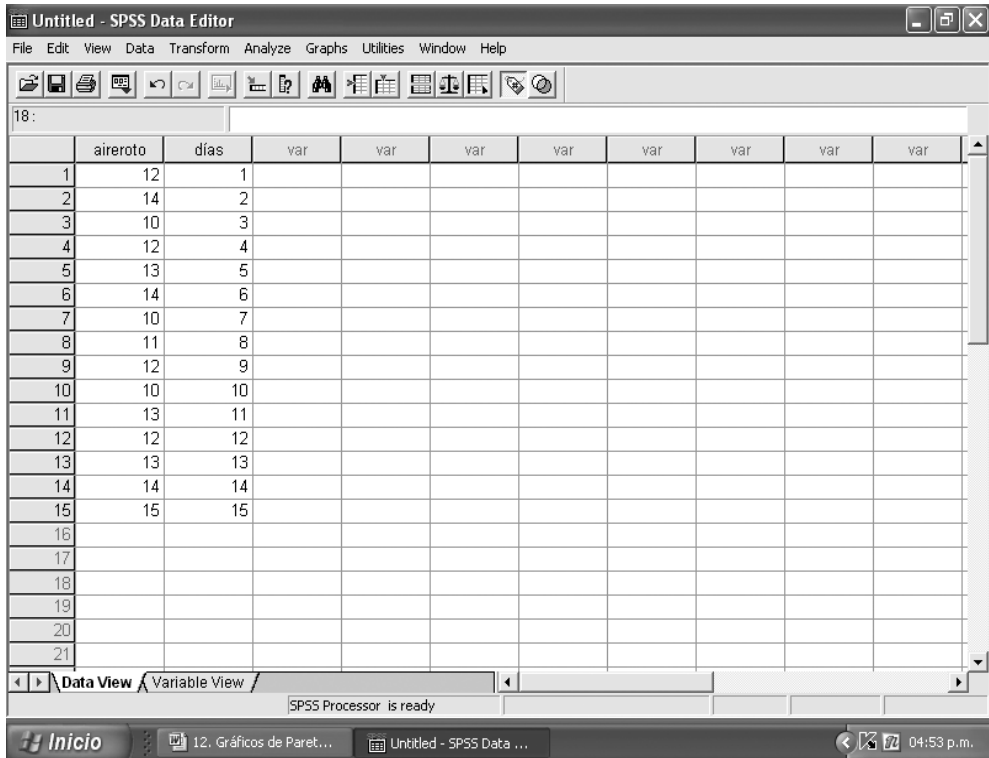 Untitled - SPSS Data Editor
File Edit View Data Transform Analyze Graphs Utilities Window Help
18 :
aireroto días var var var var var var var var
1 12 1
2 14 2
3 10 3
4 12 4
5 13 5
6 14 6
7 10 7
8 11 8
9 12 9
10 10 10
11 13 11
12 12 12
13 13 13
14 14 14
15 15 15
16
17
18
19
20
21
Data View Variable View
SPSS Processor is ready
Inicio 12. Gráficos de Paret... Untitled - SPSS Data ... 04:53 p.m.